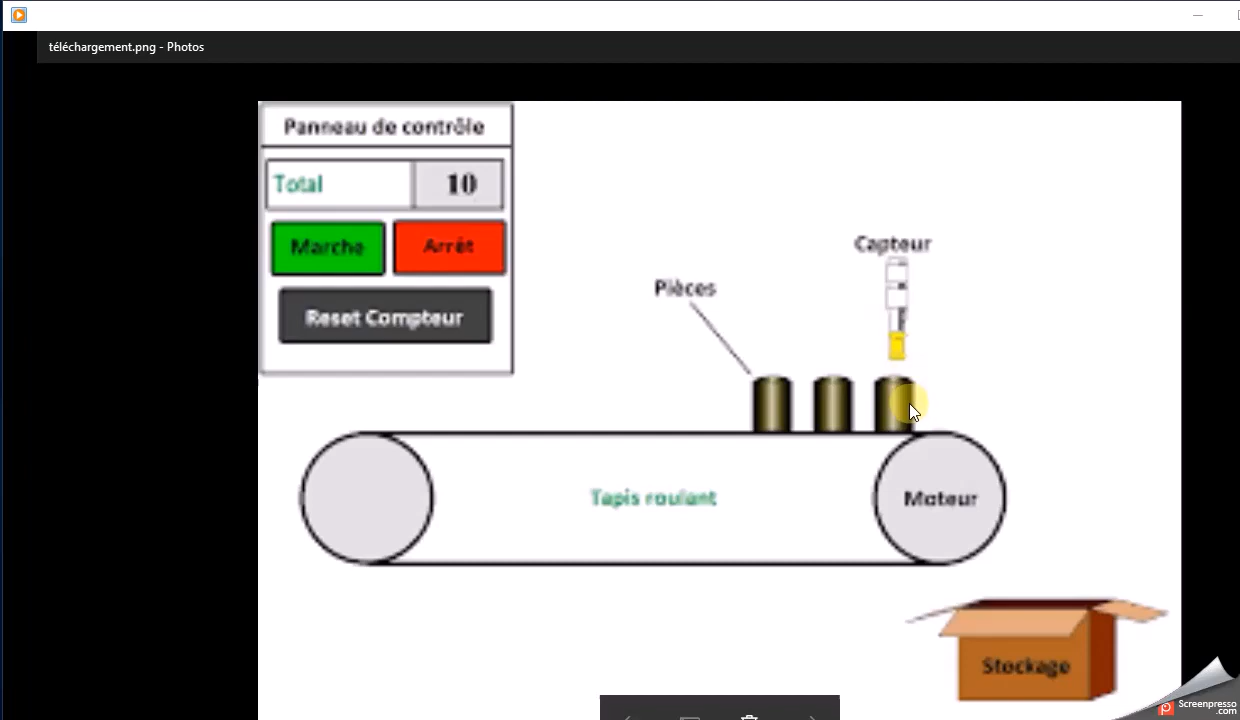 téléchargement.png - Photos
Panneau de contrôle
Total 10
Marche Arrêt
Reset Compteur
Capteur
Pièces
Tapis roulant
Moteur
Stockage
Screenpresso
.com